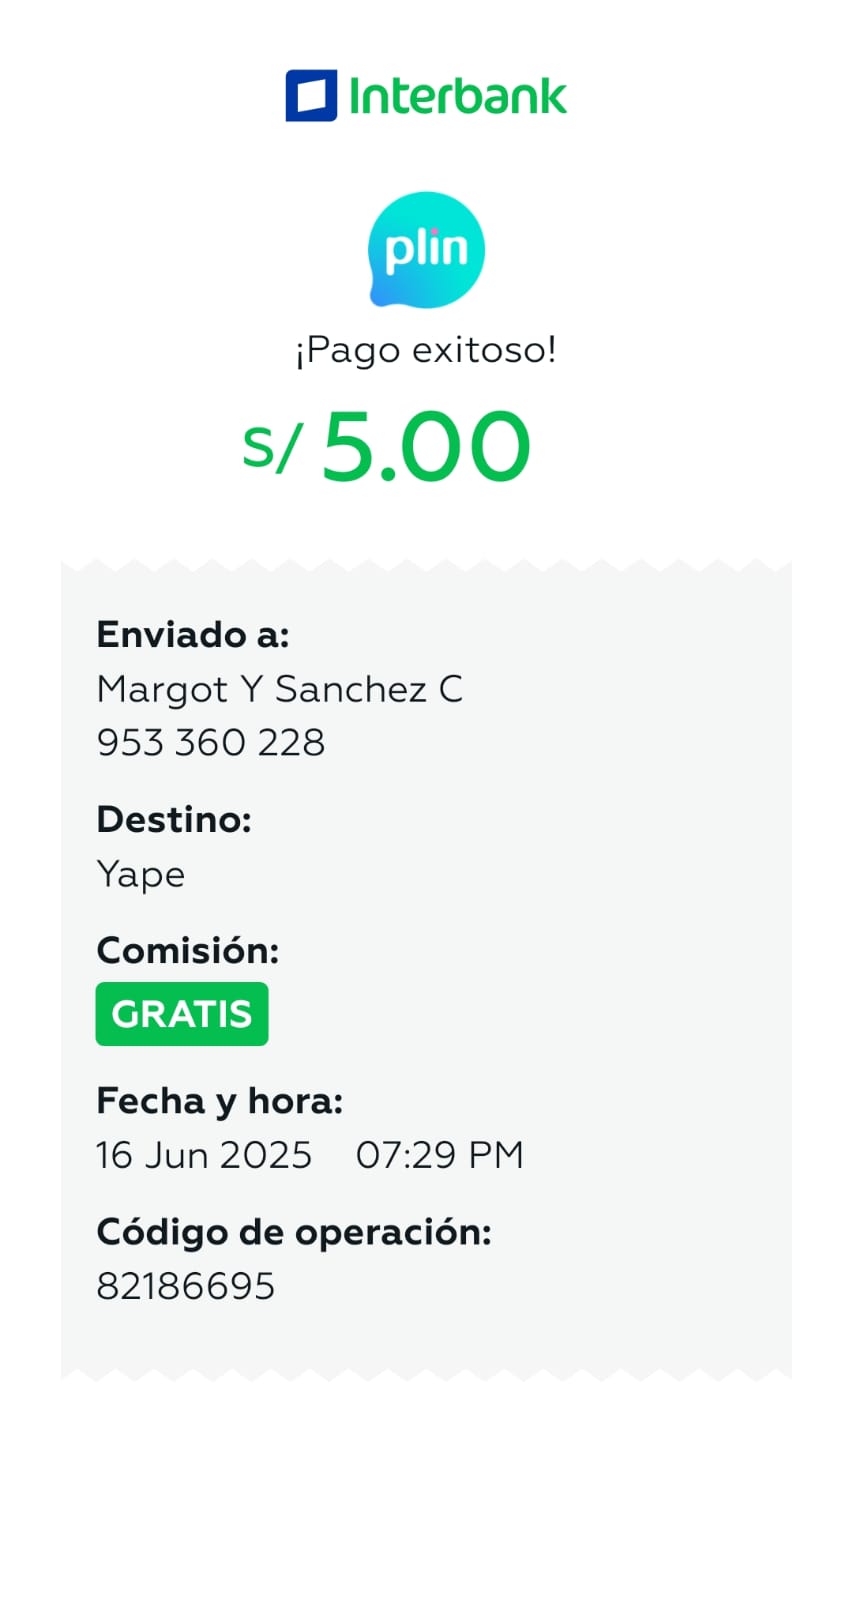 Interbank
plin
¡Pago exitoso!
S/ 5.00
Enviado a:
Margot Y Sanchez C
953 360 228
Destino:
Yape
Comisión:
GRATIS
Fecha y hora:
16 Jun 2025 07:29 PM
Código de operación:
82186695